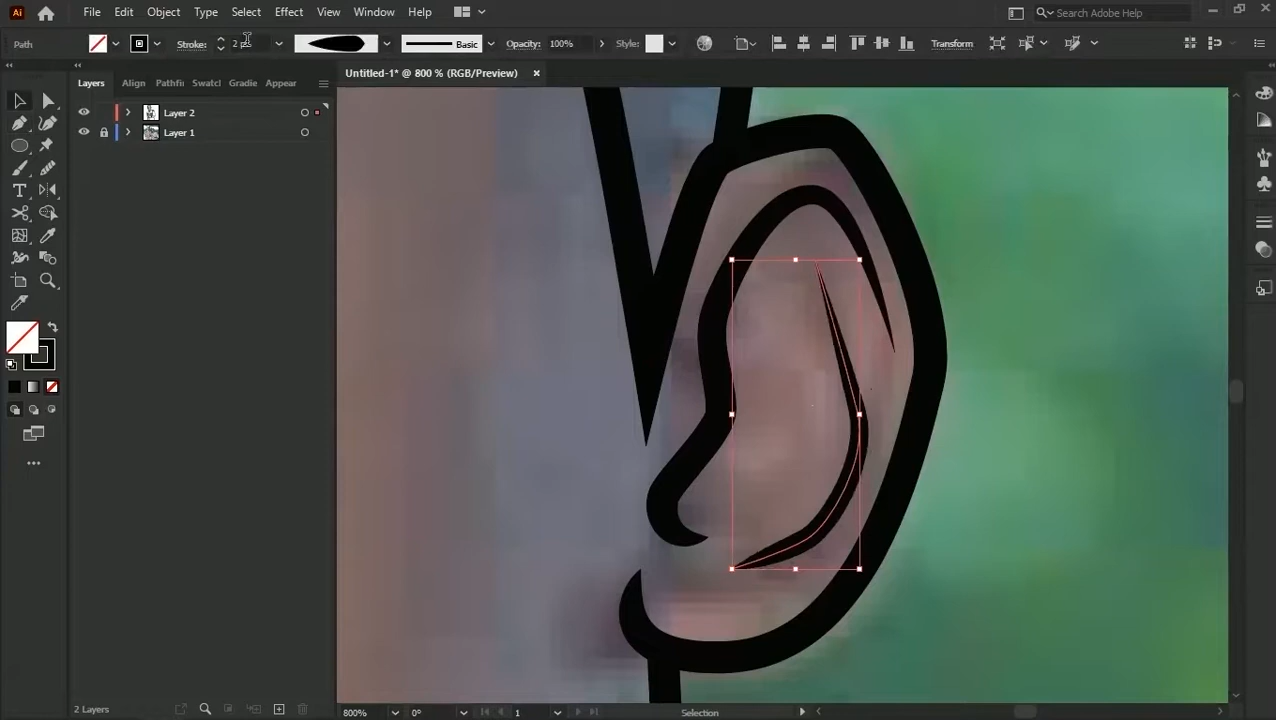 Ai File Edit Object Type Select Effect View Window Help Search Adobe Help
Path Stroke: 2 Basic Opacity: 100% Style: Transform
Layers Align Pathfi Swatcl Gradie Appear
Untitled-1* @ 800 % (RGB/Preview)
Layer 2
Layer 1
2 Layers 800% 0° 1 Selection